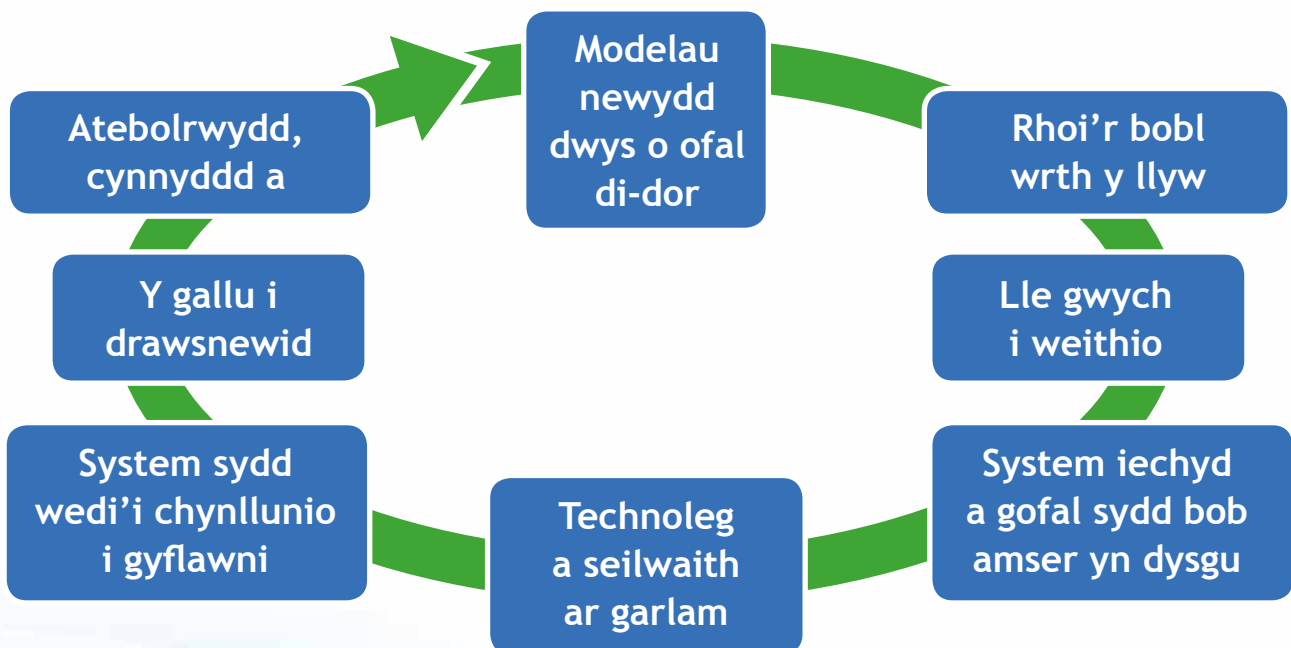 Modelau
newydd
dwys o ofal
di-dor
Rhoi’r bobl
wrth y llyw
Lle gwych
i weithio
System iechyd
a gofal sydd bob
amser yn dysgu
Technoleg
a seilwaith
ar garlam
System sydd
wedi’i chynllunio
i gyflawni
Y gallu i
drawsnewid
Atebolrwydd,
cynnyddd a